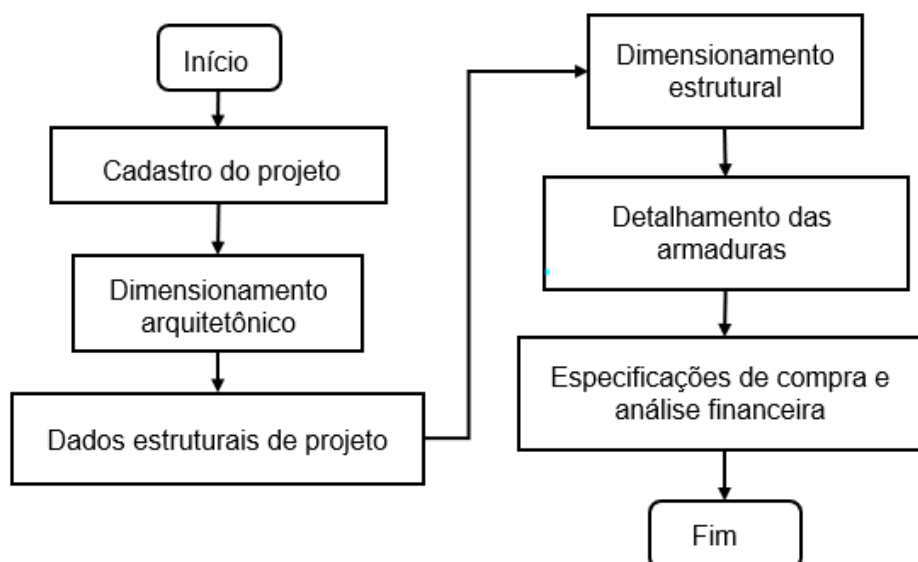 Início
Cadastro do projeto
Dimensionamento
arquitetônico
Dados estruturais de projeto
Dimensionamento
estrutural
Detalhamento das
armaduras
Especificações de compra e
análise financeira
Fim